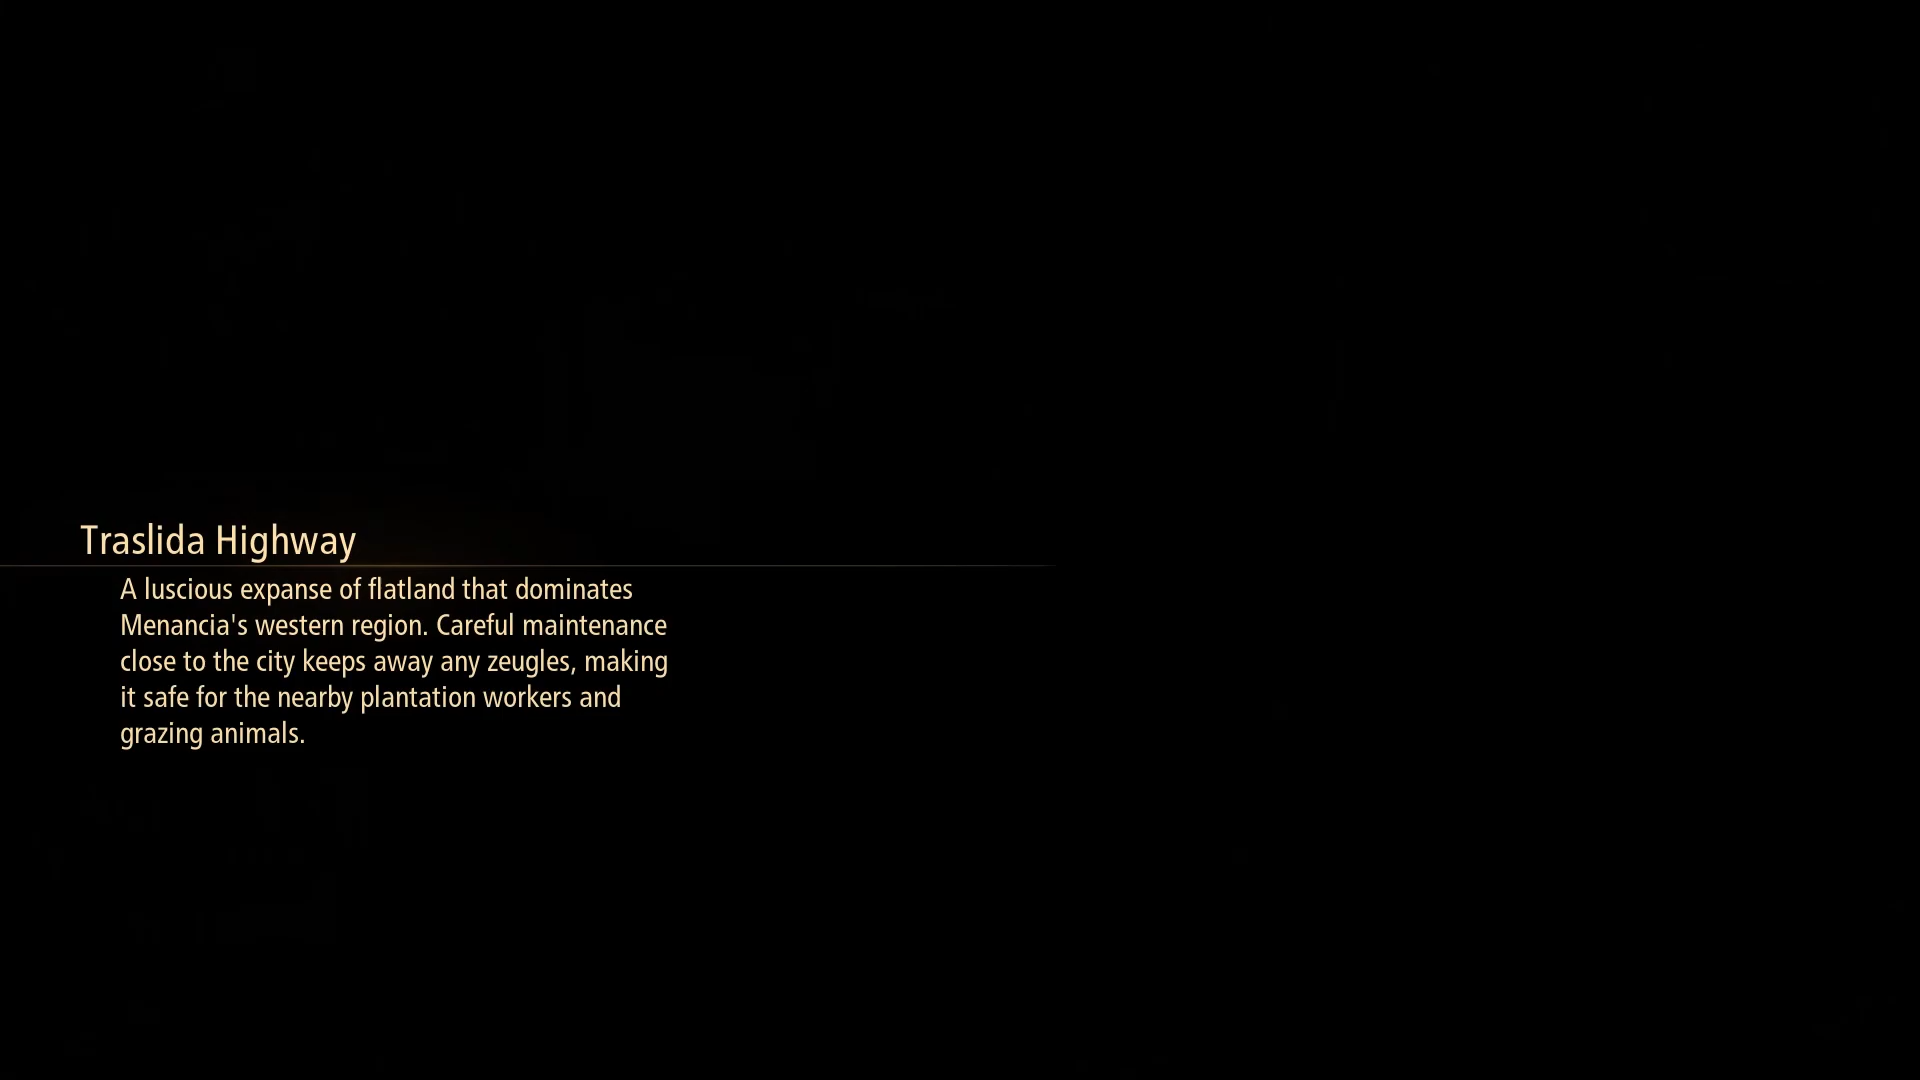 Traslida Highway
A luscious expanse of flatland that dominates
Menancia's western region. Careful maintenance
close to the city keeps away any zeugles, making
it safe for the nearby plantation workers and
grazing animals.